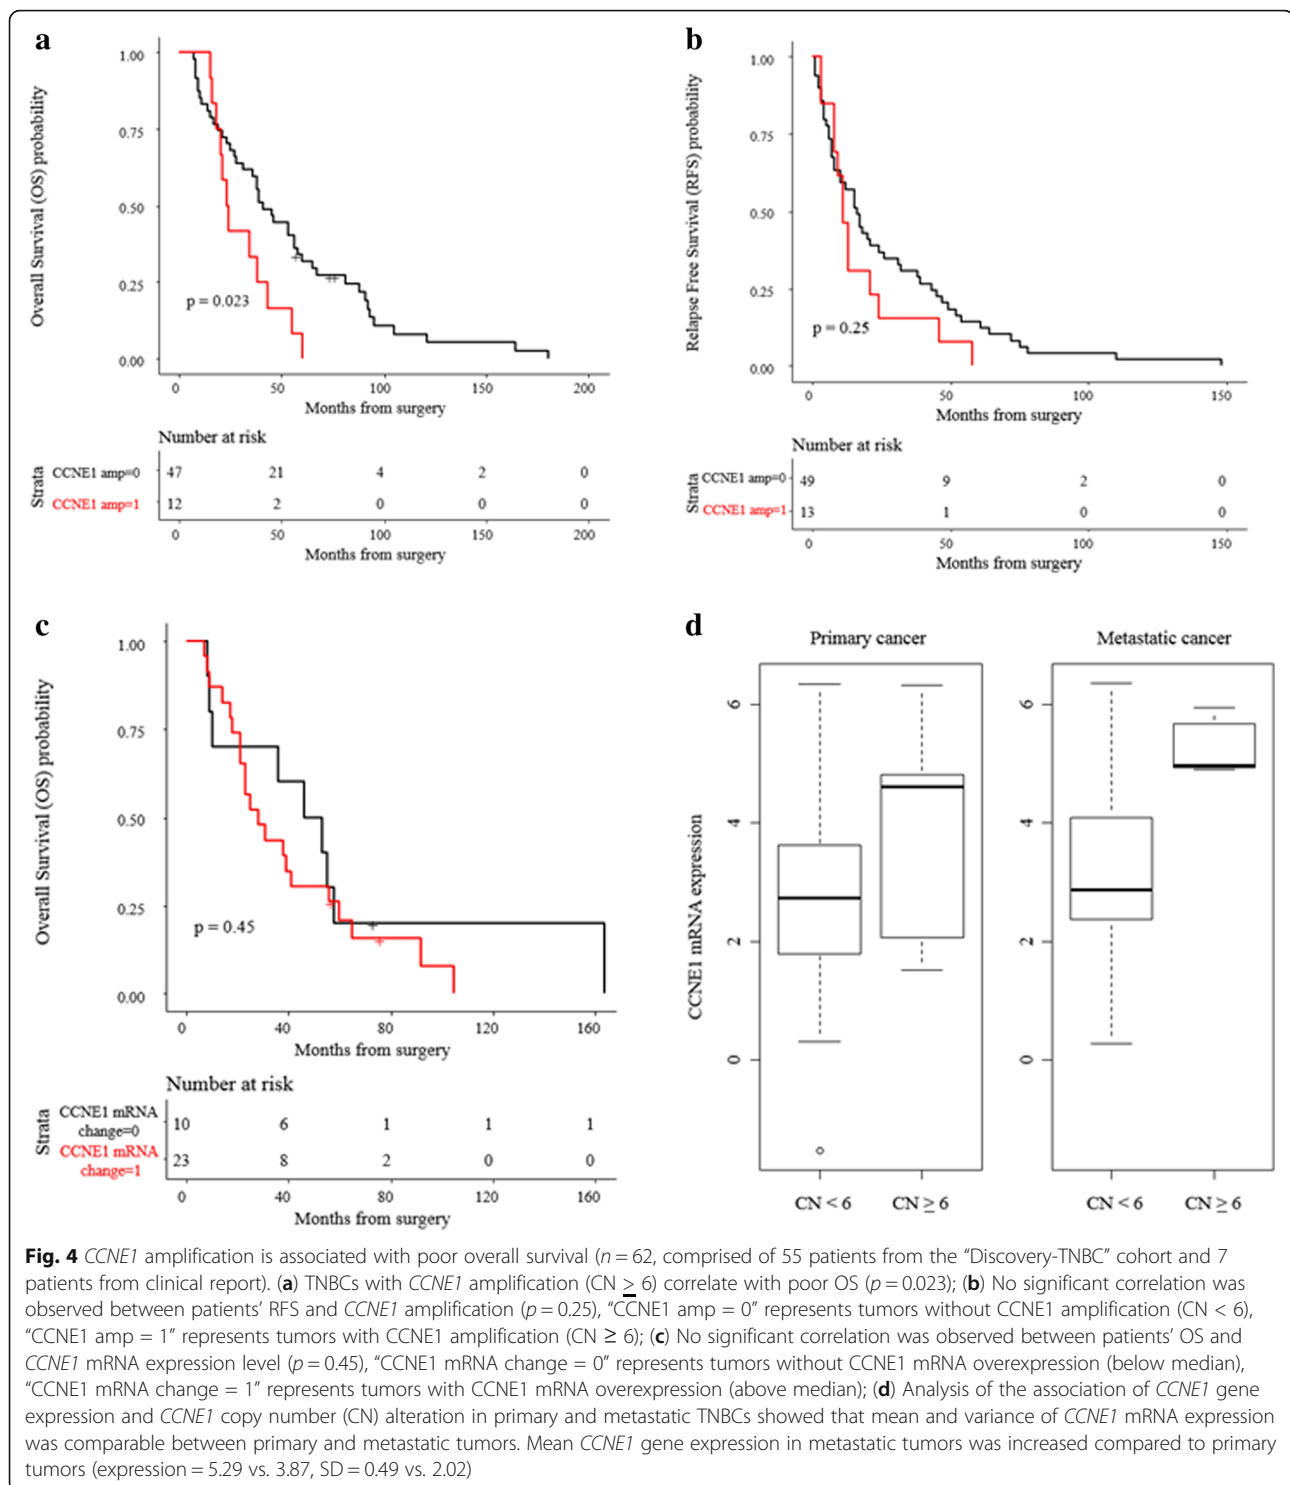 a
Overall Survival (OS) probability
1.00
0.75
0.50
0.25
0.00
p = 0.023
0 50 100 150 200
Months from surgery
Number at risk
Strata
CCNE1 amp=0 47 21 4 2 0
CCNE1 amp=1 12 2 0 0 0
0 50 100 150 200
Months from surgery
b
Relapse Free Survival (RFS) probability
1.00
0.75
0.50
0.25
0.00
p = 0.25
0 50 100 150
Months from surgery
Number at risk
Strata
CCNE1 amp=0 49 9 2 0
CCNE1 amp=1 13 1 0 0
0 50 100 150
Months from surgery
c
Overall Survival (OS) probability
1.00
0.75
0.50
0.25
0.00
p = 0.45
0 40 80 120 160
Months from surgery
Number at risk
Strata
CCNE1 mRNA
change=0 10 6 1 1 1
CCNE1 mRNA
change=1 23 8 2 0 0
0 40 80 120 160
Months from surgery
d
Primary cancer Metastatic cancer
CCNE1 mRNA expression
6 6
4 4
2 2
0 0
CN < 6 CN ≥ 6 CN < 6 CN ≥ 6
Fig. 4 CCNE1 amplification is associated with poor overall survival (n = 62, comprised of 55 patients from the "Discovery-TNBC" cohort and 7
patients from clinical report). (a) TNBCs with CCNE1 amplification (CN ≥ 6) correlate with poor OS (p = 0.023); (b) No significant correlation was
observed between patients' RFS and CCNE1 amplification (p = 0.25), "CCNE1 amp = 0" represents tumors without CCNE1 amplification (CN < 6),
"CCNE1 amp = 1" represents tumors with CCNE1 amplification (CN ≥ 6); (c) No significant correlation was observed between patients' OS and
CCNE1 mRNA expression level (p = 0.45), "CCNE1 mRNA change = 0" represents tumors without CCNE1 mRNA overexpression (below median),
"CCNE1 mRNA change = 1" represents tumors with CCNE1 mRNA overexpression (above median); (d) Analysis of the association of CCNE1 gene
expression and CCNE1 copy number (CN) alteration in primary and metastatic TNBCs showed that mean and variance of CCNE1 mRNA expression
was comparable between primary and metastatic tumors. Mean CCNE1 gene expression in metastatic tumors was increased compared to primary
tumors (expression = 5.29 vs. 3.87, SD = 0.49 vs. 2.02)